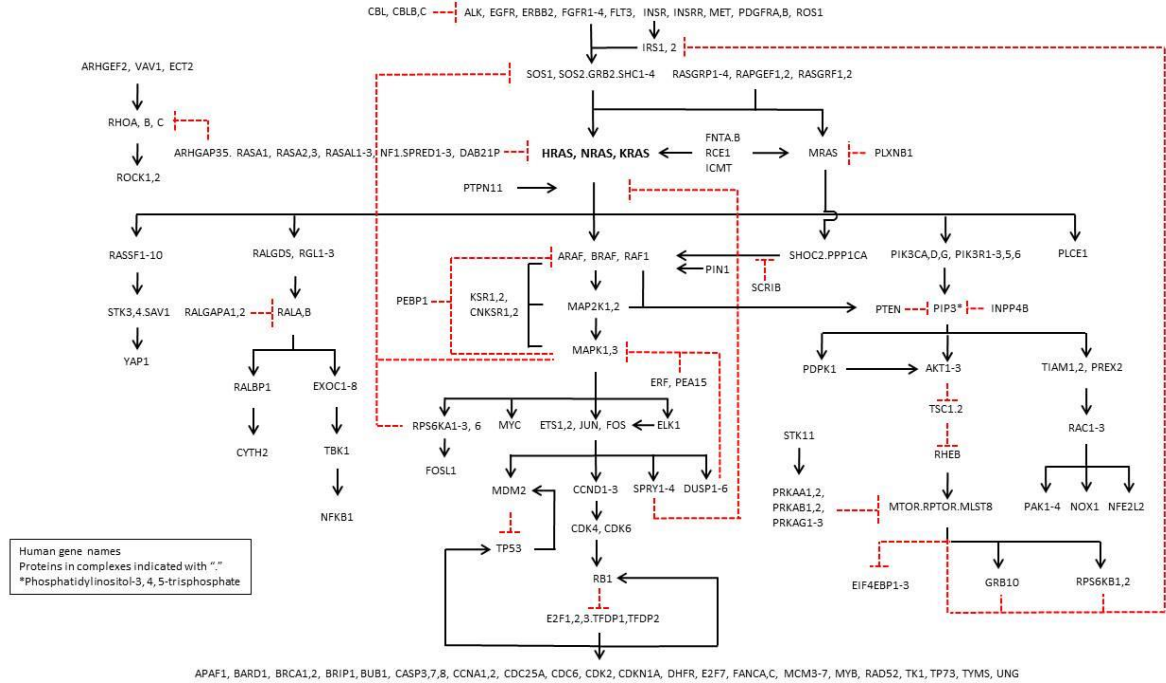 CBL, CBLB,C
ALK, EGFR, ERBB2, FGFR1-4, FLT3, INSR, INSRR, MET, PDGFRA,B, ROS1
IRS1, 2
ARHGEF2, VAV1, ECT2
SOS1, SOS2.GRB2.SHC1-4
RASGRP1-4, RAPGEF1,2, RASGRF1,2
RHOA, B, C
ARHGAP35. RASA1, RASA2,3, RASAL1-3, NF1.SPRED1-3, DAB21P
HRAS, NRAS, KRAS
FNTA.B
RCE1
ICMT
MRAS
PLXNB1
ROCK1,2
PTPN11
RASSF1-10
RALGDS, RGL1-3
ARAF, BRAF, RAF1
SHOC2.PPP1CA
PIK3CA,D,G, PIK3R1-3,5,6
PLCE1
PIN1
SCRIB
PEBP1
KSR1,2,
CNKSR1,2
MAP2K1,2
STK3,4.SAV1
RALGAPA1,2
RALA,B
PTEN
PIP3*
INPP4B
YAP1
MAPK1,3
RALBP1
EXOC1-8
ERF, PEA15
PDPK1
AKT1-3
TIAM1,2, PREX2
TSC1.2
RPS6KA1-3, 6
MYC
ETS1,2, JUN, FOS
ELK1
STK11
RAC1-3
CYTH2
TBK1
FOSL1
RHEB
MDM2
CCND1-3
SPRY1-4
DUSP1-6
PRKAA1,2,
PRKAB1,2,
PRKAG1-3
MTOR.RPTOR.MLST8
PAK1-4
NOX1
NFE2L2
NFKB1
CDK4, CDK6
TP53
RB1
EIF4EBP1-3
GRB10
RPS6KB1,2
Human gene names
Proteins in complexes indicated with "."
*Phosphatidylinositol-3, 4, 5-trisphosphate
E2F1,2,3.TFDP1,TFDP2
APAF1, BARD1, BRCA1,2, BRIP1, BUB1, CASP3,7,8, CCNA1,2, CDC25A, CDC6, CDK2, CDKN1A, DHFR, E2F7, FANCA,C, MCM3-7, MYB, RAD52, TK1, TP73, TYMS, UNG